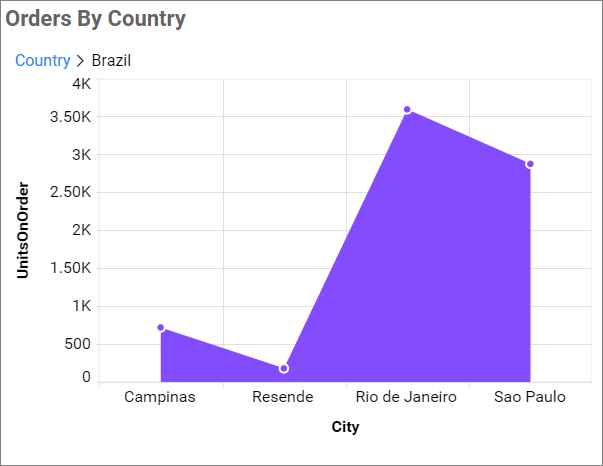 Orders By Country
Country > Brazil
4K
3.50K
3K
2.50K
2K
1.50K
1K
500
0
UnitsOnOrder
Campinas Resende Rio de Janeiro Sao Paulo
City